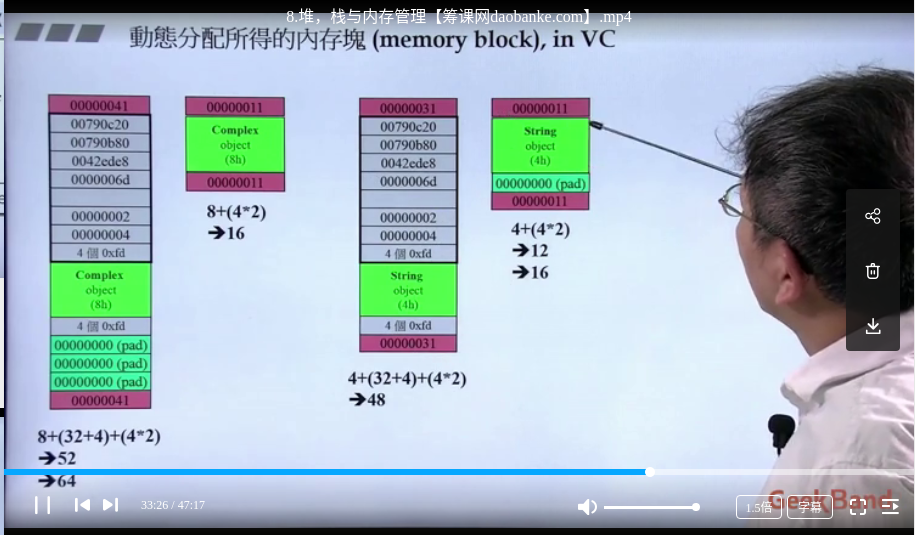 8.堆，栈与内存管理【筹课网daobanke.com】.mp4
動態分配所得的內存塊 (memory block), in VC
00000041
00790c20
00790b80
0042ede8
0000006d
00000002
00000004
4 個 0xfd
Complex
object
(8h)
4 個 0xfd
00000000 (pad)
00000000 (pad)
00000000 (pad)
00000041
8+(32+4)+(4*2)
→52
→64
00000011
Complex
object
(8h)
00000011
8+(4*2)
→16
00000031
00790c20
00790b80
0042ede8
0000006d
00000002
00000004
4 個 0xfd
String
object
(4h)
4 個 0xfd
00000031
4+(32+4)+(4*2)
→48
00000011
String
object
(4h)
00000000 (pad)
00000011
4+(4*2)
→12
→16
GeekBand
33:26 / 47:17
1.5倍
字幕